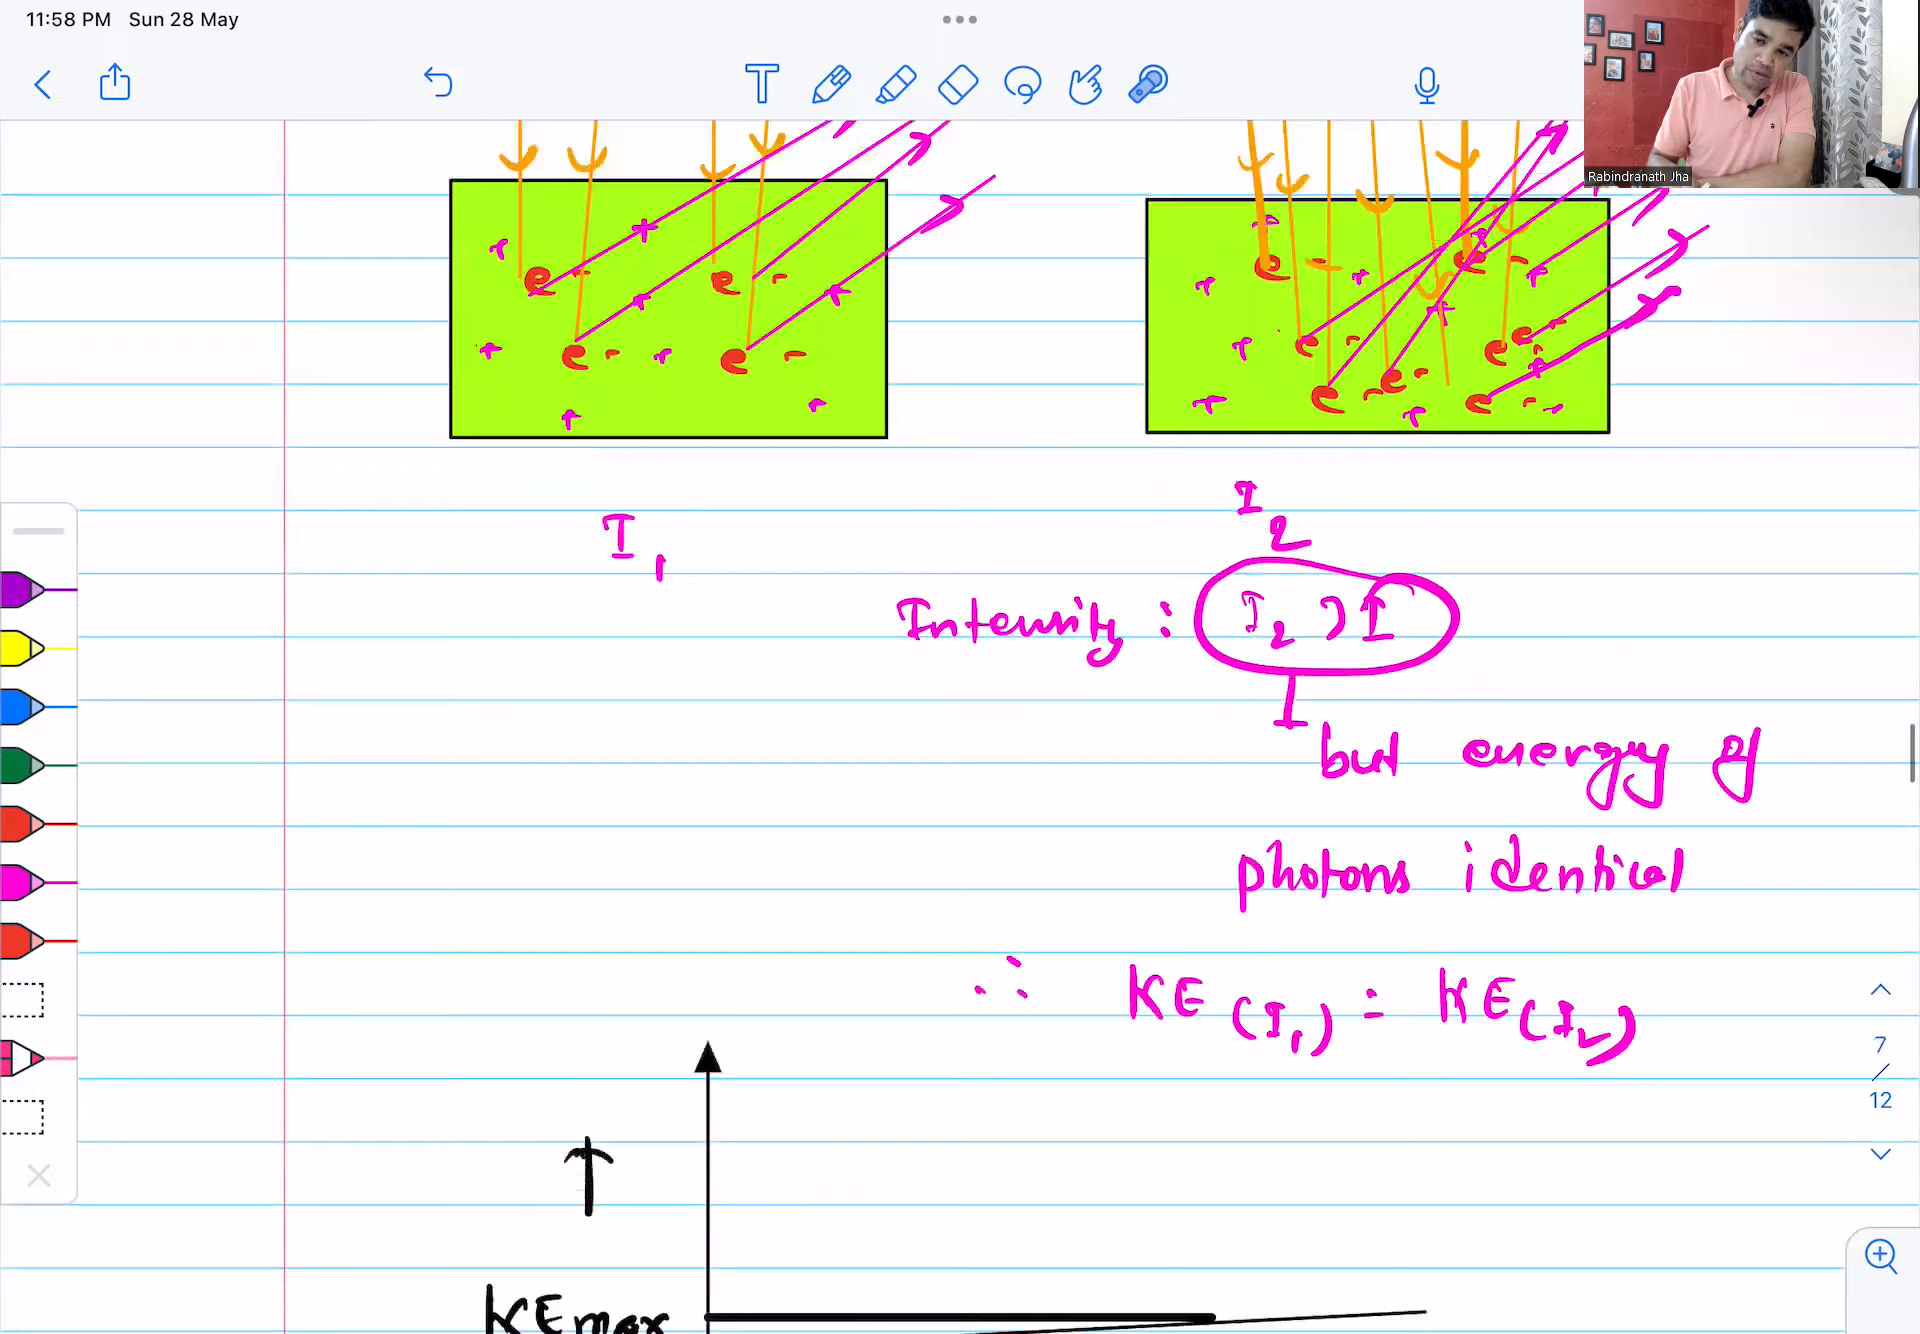 11:58 PM Sun 28 May
T
Rabindranath Jha
+ + e - + e - +
+ e - + e -
+ +
+ e - + + e - +
+ e - e - e -
+ e - e - + e -
I1
I2
Intensity : I2 > I
but energy of
photons identical
∴ KE(I1) = KE(I2)
7
/
12
↑
KEmax